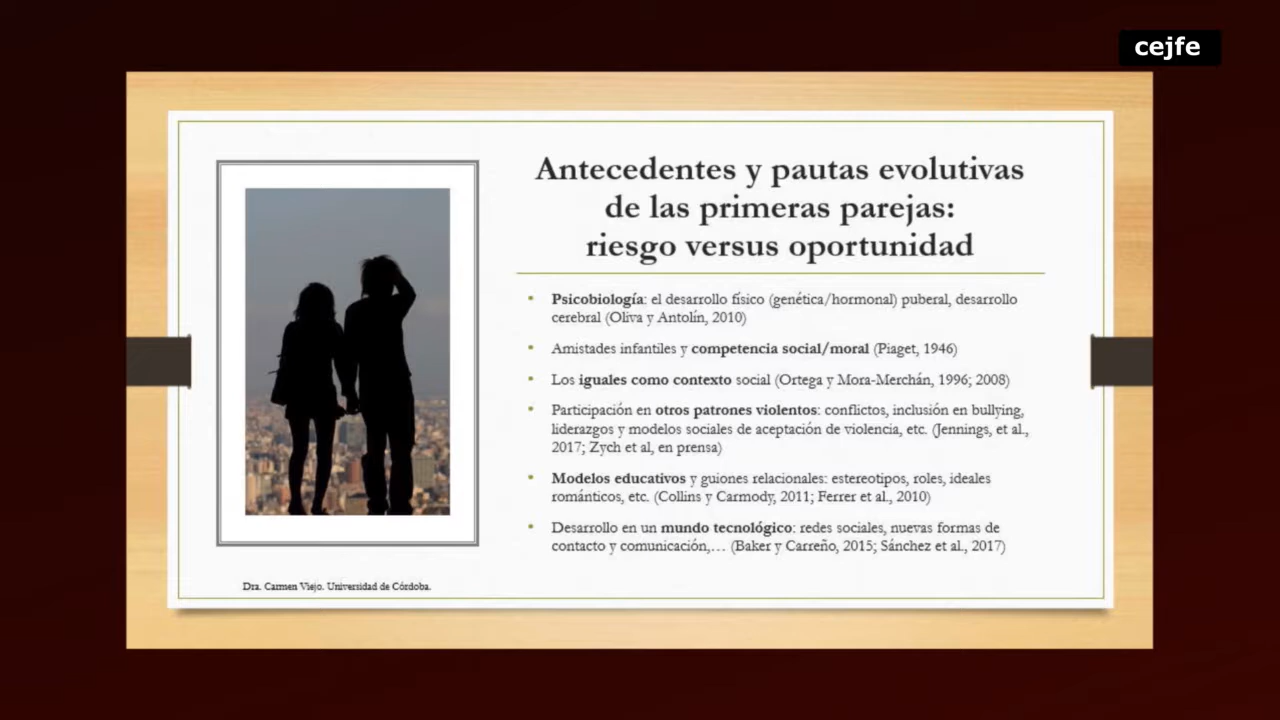 cejfe
Antecedentes y pautas evolutivas
de las primeras parejas:
riesgo versus oportunidad
• Psicobiología: el desarrollo físico (genética/hormonal) puberal, desarrollo
cerebral (Oliva y Antolín, 2010)
• Amistades infantiles y competencia social/moral (Piaget, 1946)
• Los iguales como contexto social (Ortega y Mora-Merchán, 1996; 2008)
• Participación en otros patrones violentos: conflictos, inclusión en bullying,
liderazgos y modelos sociales de aceptación de violencia, etc. (Jennings, et al.,
2017; Zych et al, en prensa)
• Modelos educativos y guiones relacionales: estereotipos, roles, ideales
románticos, etc. (Collins y Carmody, 2011; Ferrer et al., 2010)
• Desarrollo en un mundo tecnológico: redes sociales, nuevas formas de
contacto y comunicación,... (Baker y Carreño, 2015; Sánchez et al., 2017)
Dra. Carmen Viejo. Universidad de Córdoba.